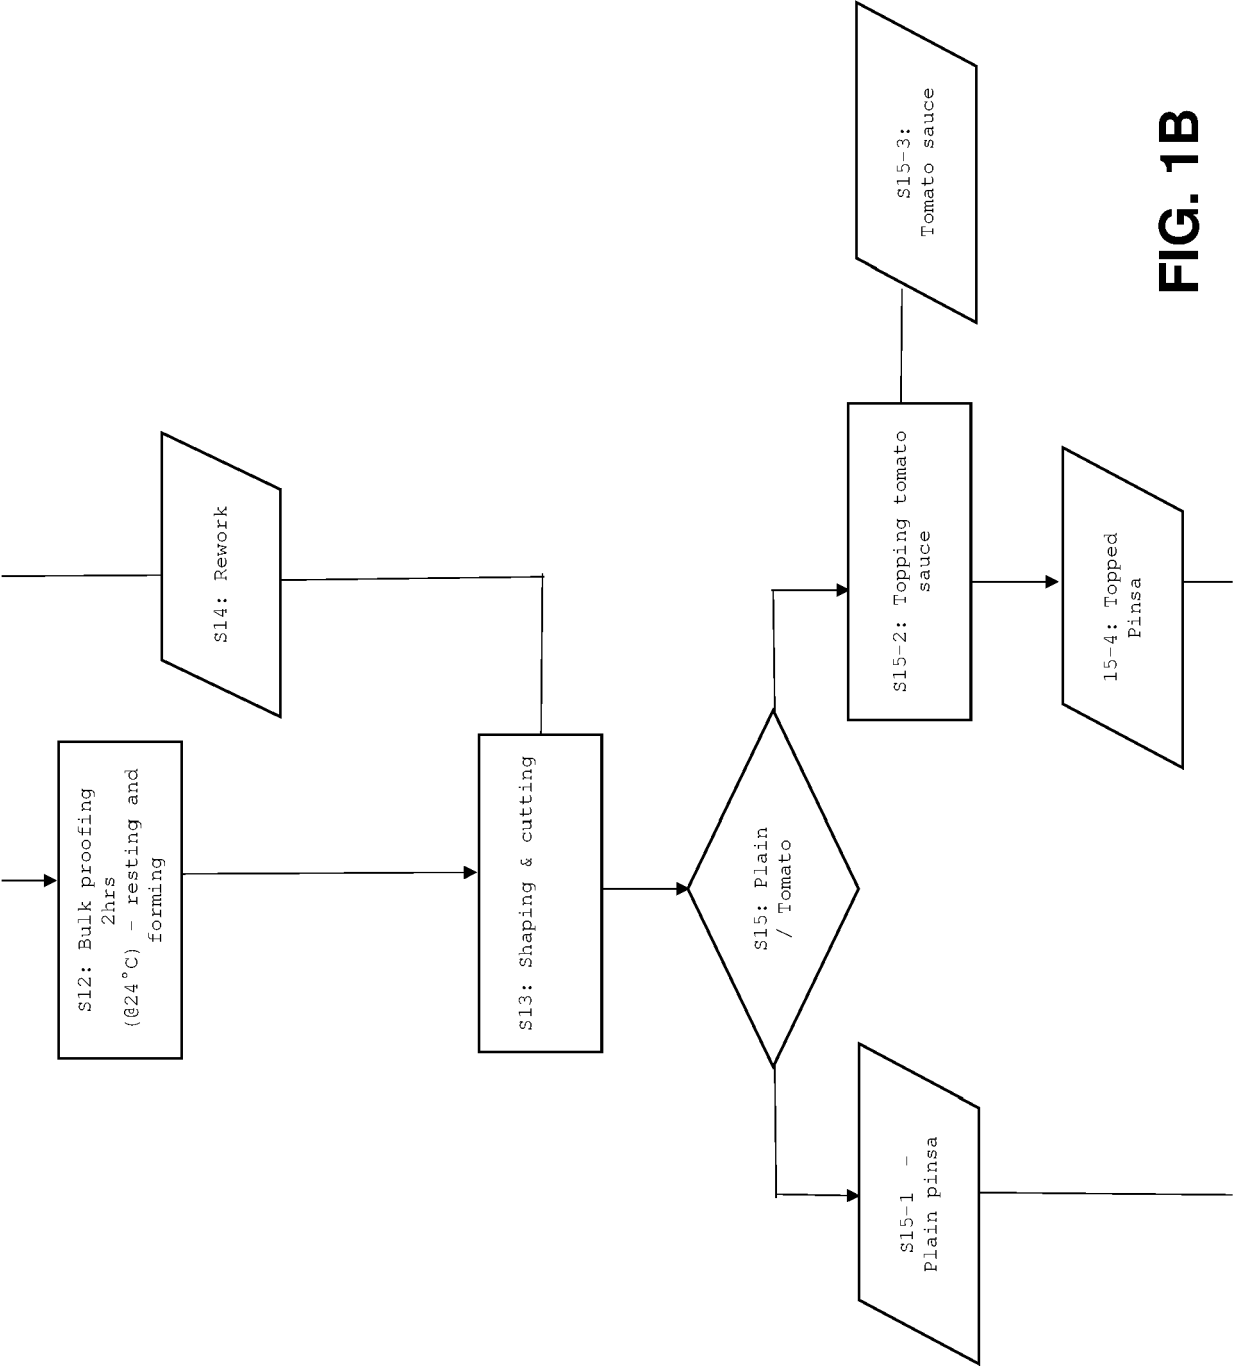 S12: Bulk proofing
2hrs
(@24°C) - resting and
forming
S14: Rework
S13: Shaping & cutting
S15: Plain
/ Tomato
S15-1 -
Plain pinsa
S15-2: Topping tomato
sauce
S15-3:
Tomato sauce
15-4: Topped
Pinsa
FIG. 1B